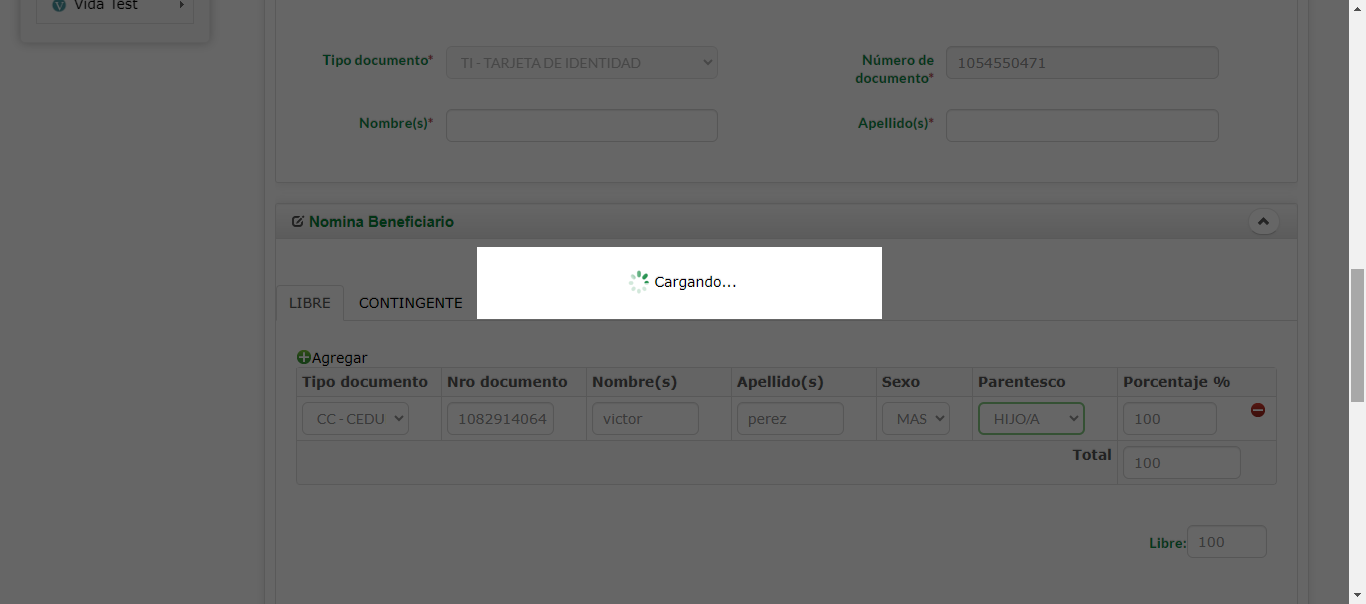 Vida Test
Tipo documento* TI - TARJETA DE IDENTIDAD Número de documento* 1054550471
Nombre(s)* Apellido(s)*
Nomina Beneficiario
Cargando...
LIBRE CONTINGENTE
Agregar
Tipo documento Nro documento Nombre(s) Apellido(s) Sexo Parentesco Porcentaje %
CC - CEDU 1082914064 victor perez MAS HIJO/A 100
Total 100
Libre: 100